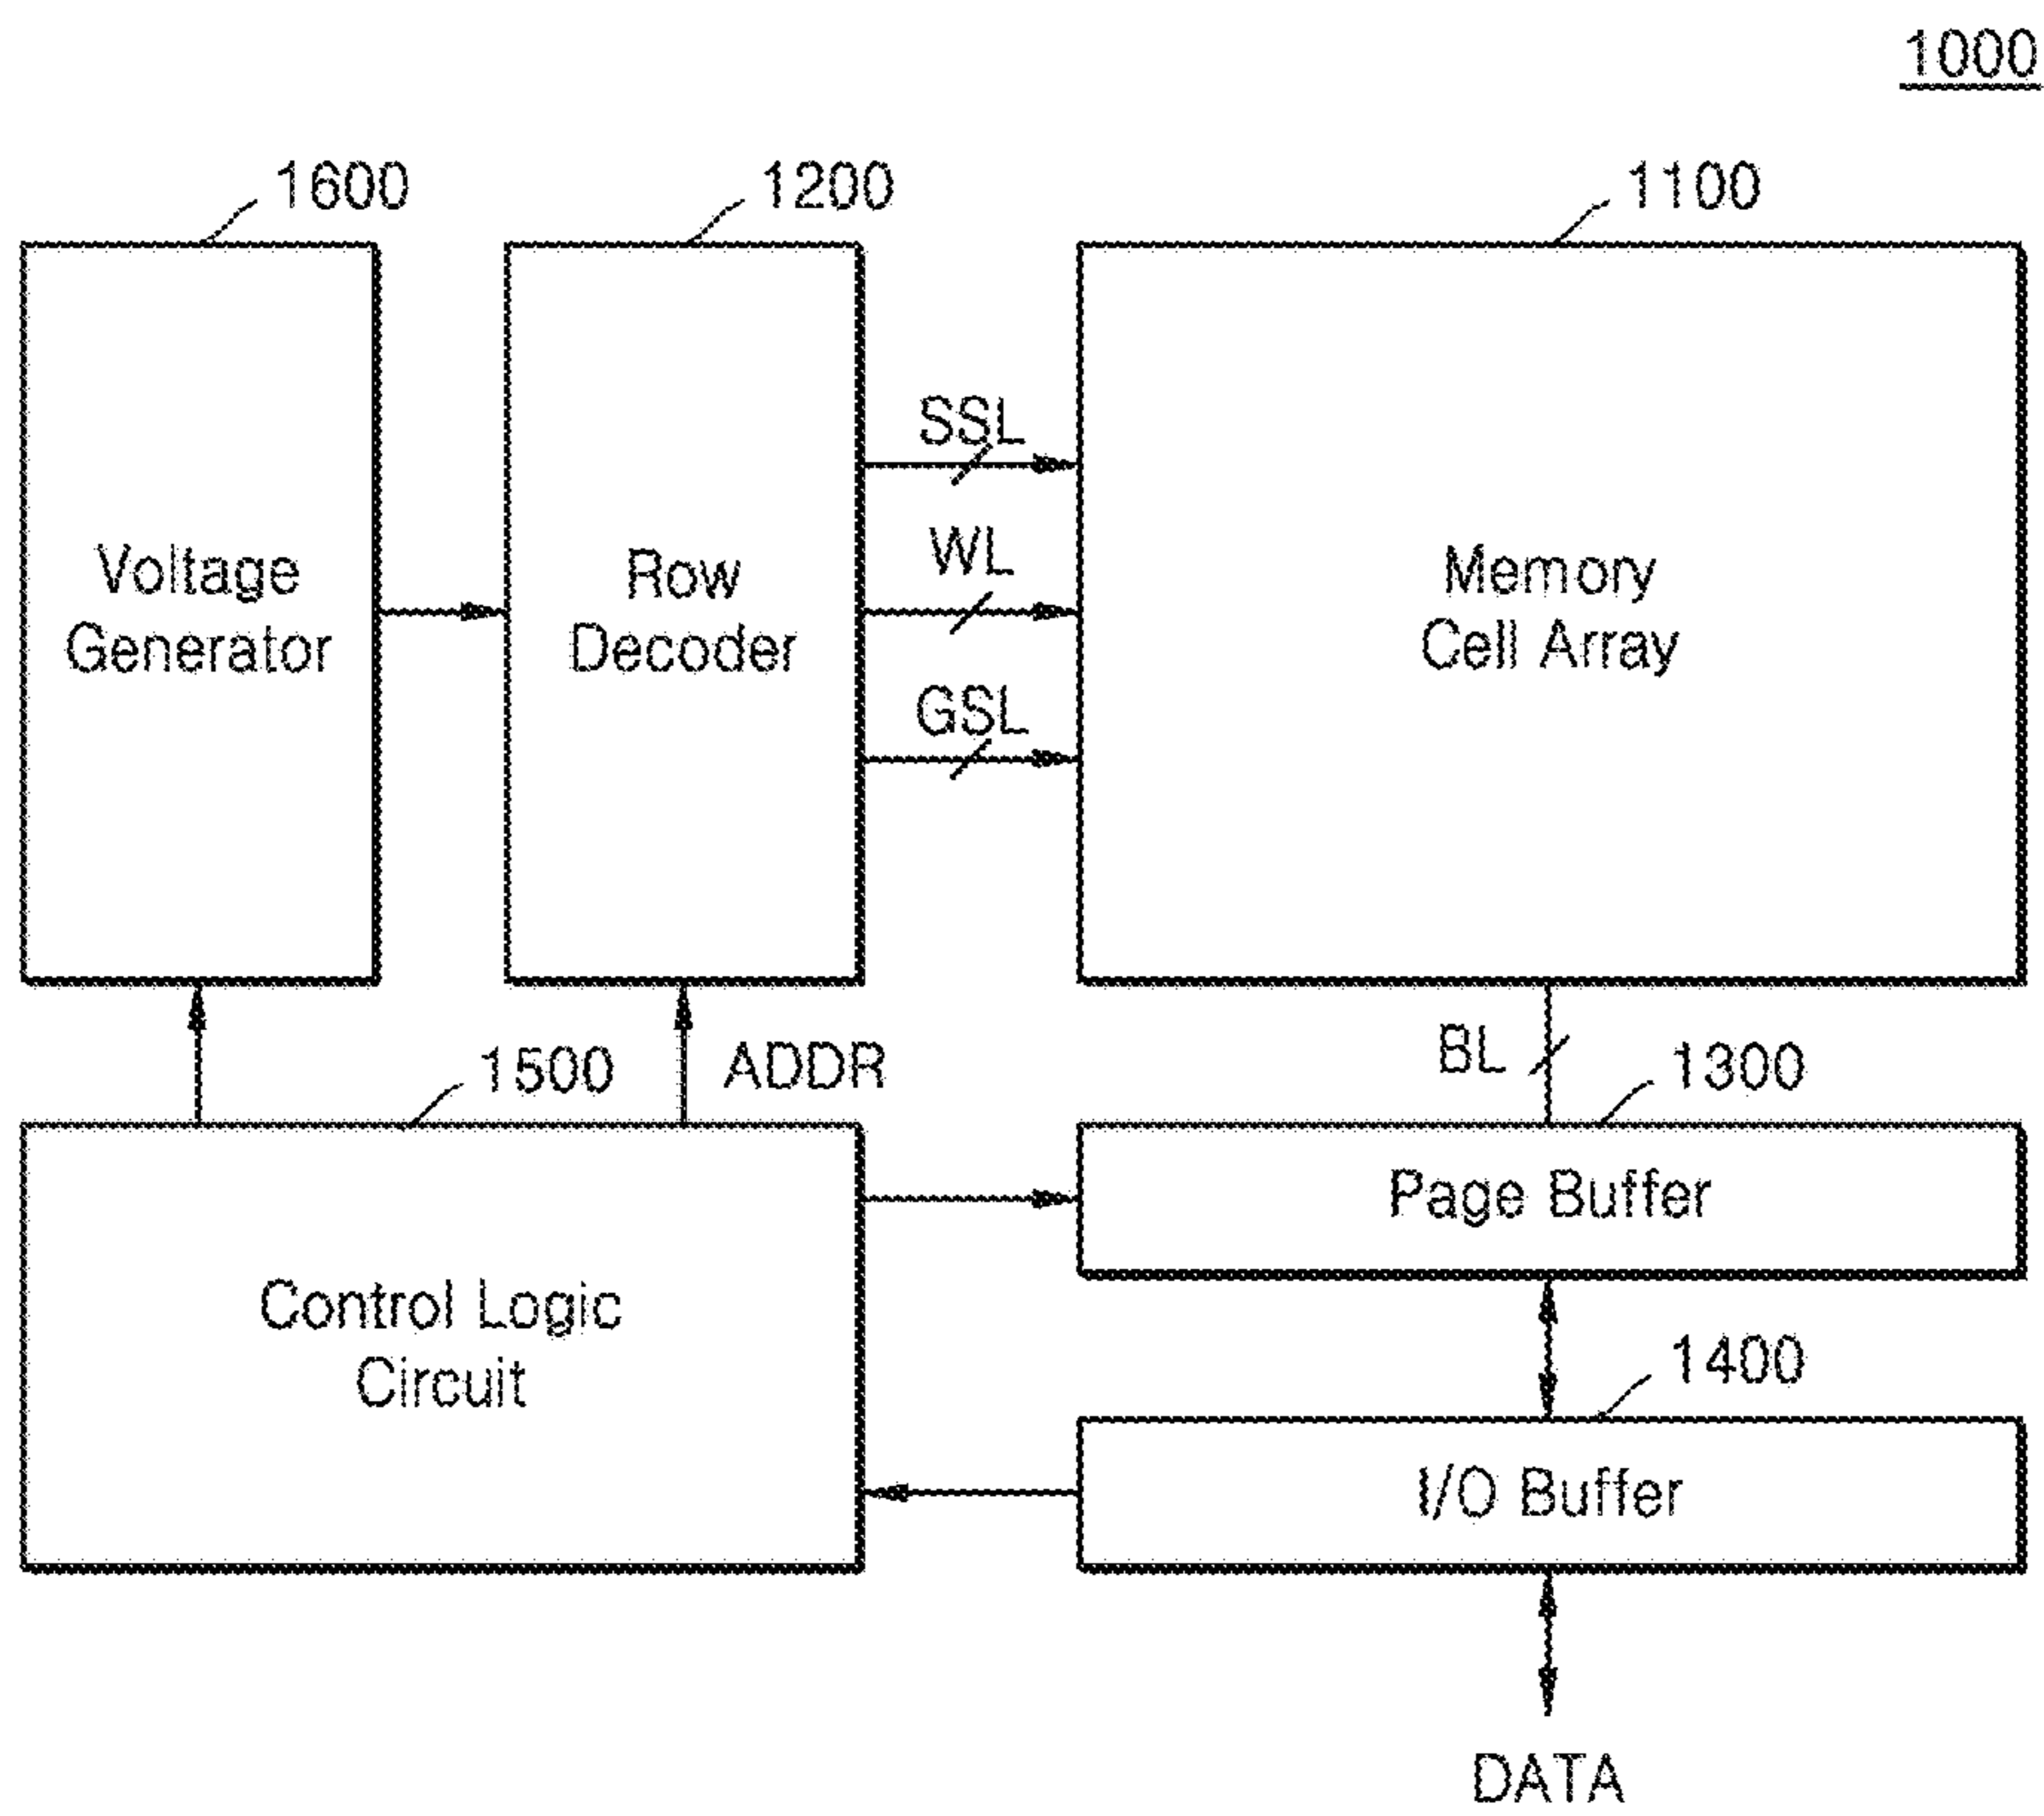 1000
1600
1200
1100
Voltage
Generator
Row
Decoder
SSL
WL
GSL
Memory
Cell Array
1500
ADDR
BL
1300
Control Logic
Circuit
Page Buffer
1400
I/O Buffer
DATA